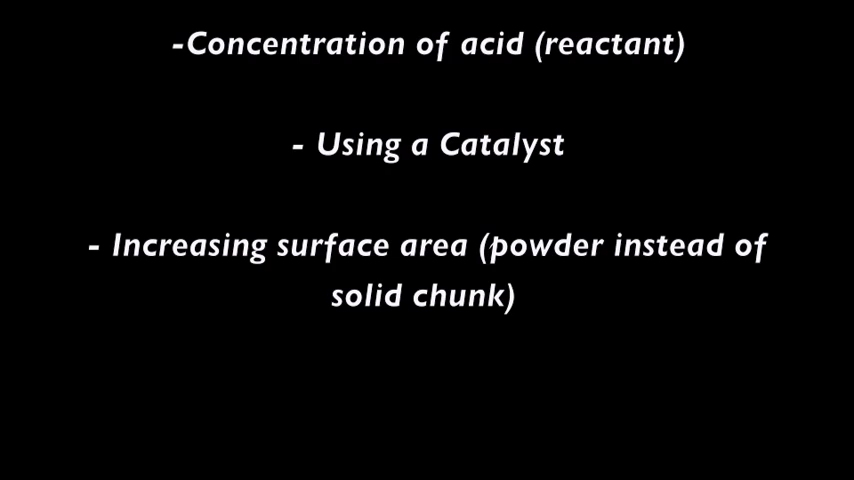 -Concentration of acid (reactant)
- Using a Catalyst
- Increasing surface area (powder instead of
solid chunk)